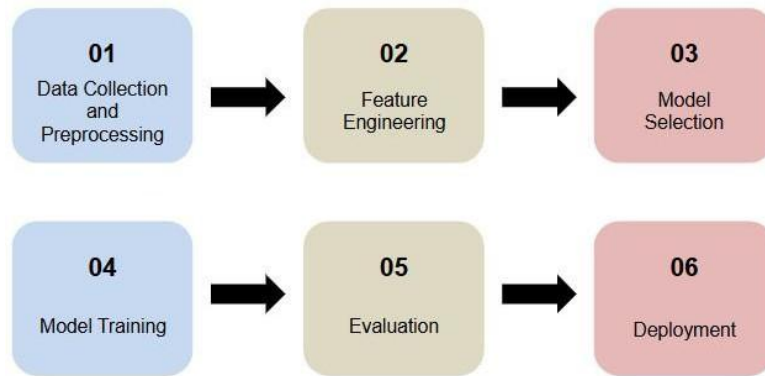 01
Data Collection
and
Preprocessing
02
Feature
Engineering
03
Model
Selection
04
Model Training
05
Evaluation
06
Deployment